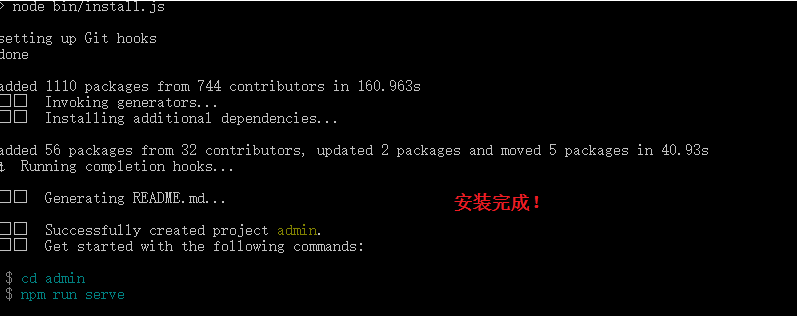 > node bin/install.js
setting up Git hooks
done
added 1110 packages from 744 contributors in 160.963s
Invoking generators...
Installing additional dependencies...
added 56 packages from 32 contributors, updated 2 packages and moved 5 packages in 40.93s
Running completion hooks...
Generating README.md...
安装完成！
Successfully created project admin.
Get started with the following commands:
$ cd admin
$ npm run serve